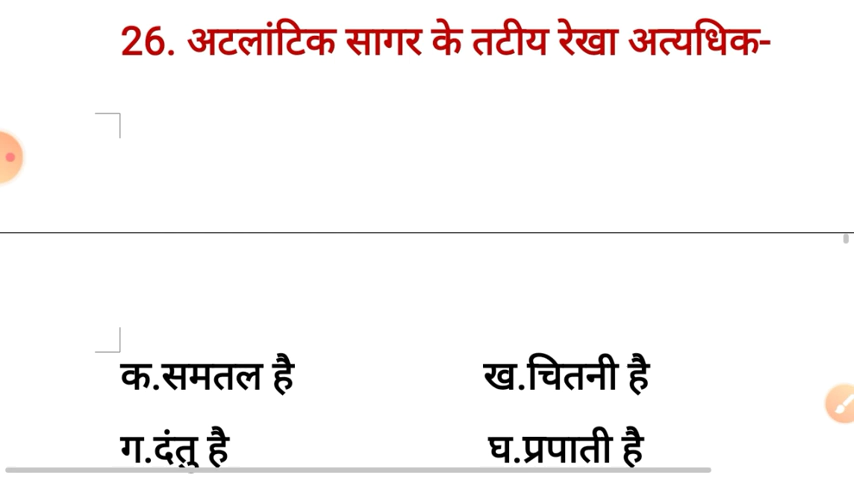 26. अटलांटिक सागर के तटीय रेखा अत्यधिक-
क.समतल है
ख.चितनी है
ग.दंतु है
घ.प्रपाती है